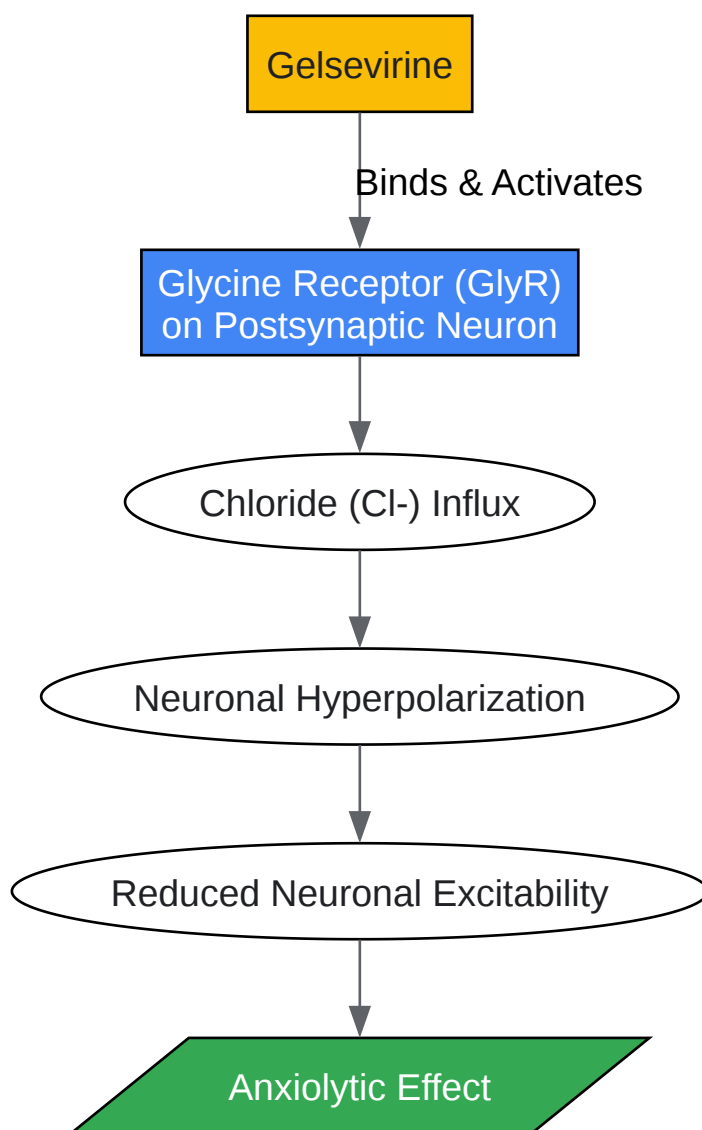 Gelsevirine
Binds & Activates
Glycine Receptor (GlyR)
on Postsynaptic Neuron
Chloride (Cl-) Influx
Neuronal Hyperpolarization
Reduced Neuronal Excitability
Anxiolytic Effect